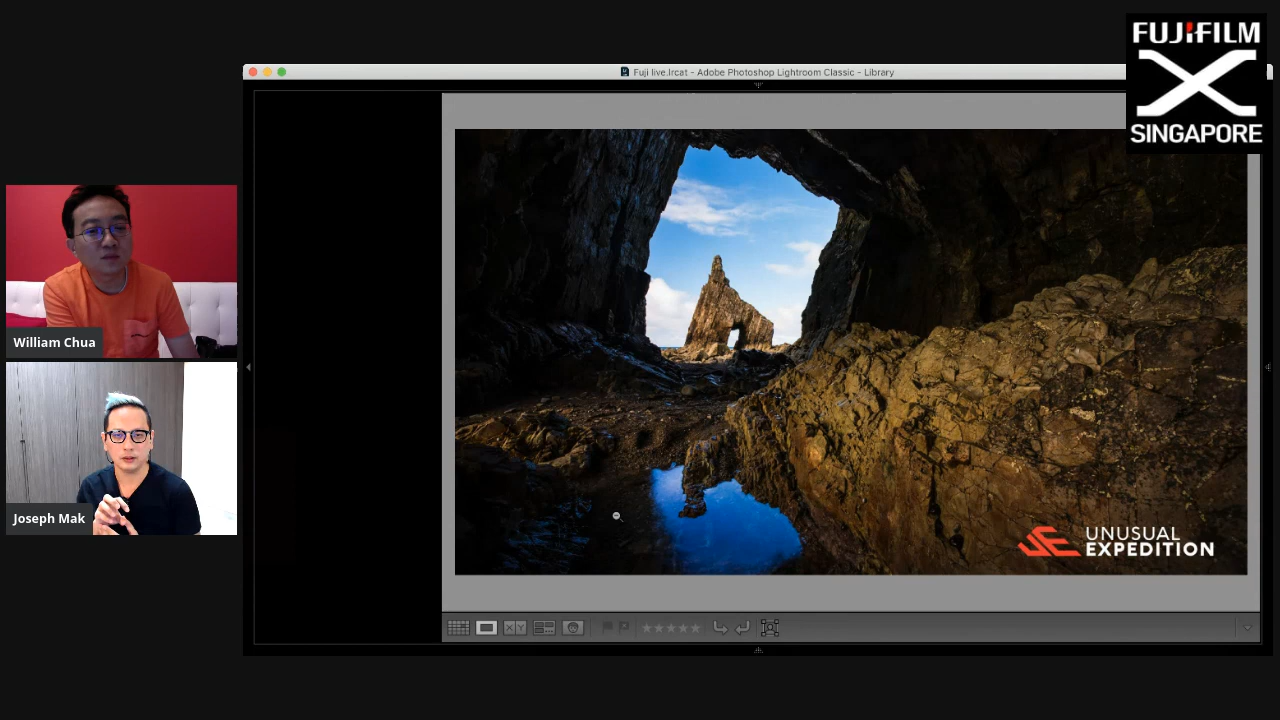 FUJIFILM
X
SINGAPORE
Fuji live.lrcat - Adobe Photoshop Lightroom Classic - Library
William Chua
Joseph Mak
UNUSUAL
EXPEDITION
X Y